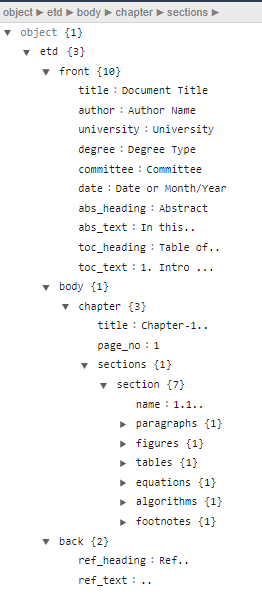 object ▶ etd ▶ body ▶ chapter ▶ sections ▶
▼ object {1}
▼ etd {3}
▼ front {10}
title : Document Title
author : Author Name
university : University
degree : Degree Type
committee : Committee
date : Date or Month/Year
abs_heading : Abstract
abs_text : In this..
toc_heading : Table of..
toc_text : 1. Intro ...
▼ body {1}
▼ chapter {3}
title : Chapter-1..
page_no : 1
▼ sections {1}
▼ section {7}
name : 1.1..
▶ paragraphs {1}
▶ figures {1}
▶ tables {1}
▶ equations {1}
▶ algorithms {1}
▶ footnotes {1}
▼ back {2}
ref_heading : Ref..
ref_text : ..